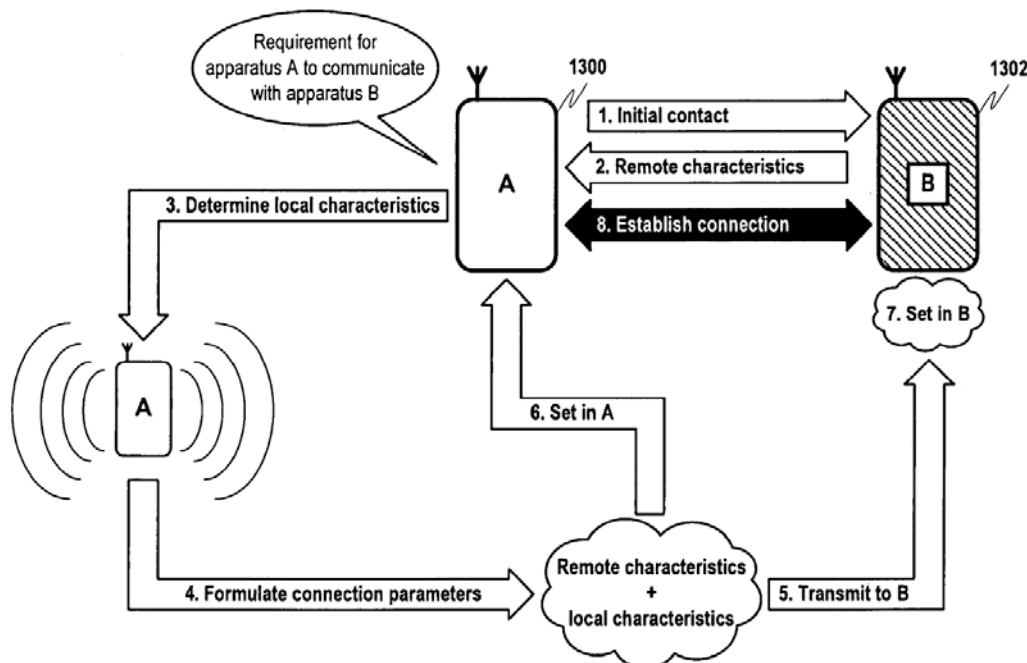 Requirement for
apparatus A to communicate
with apparatus B
1300
1302
1. Initial contact
2. Remote characteristics
A
B
3. Determine local characteristics
8. Establish connection
7. Set in B
A
6. Set in A
Remote characteristics
+
local characteristics
4. Formulate connection parameters
5. Transmit to B